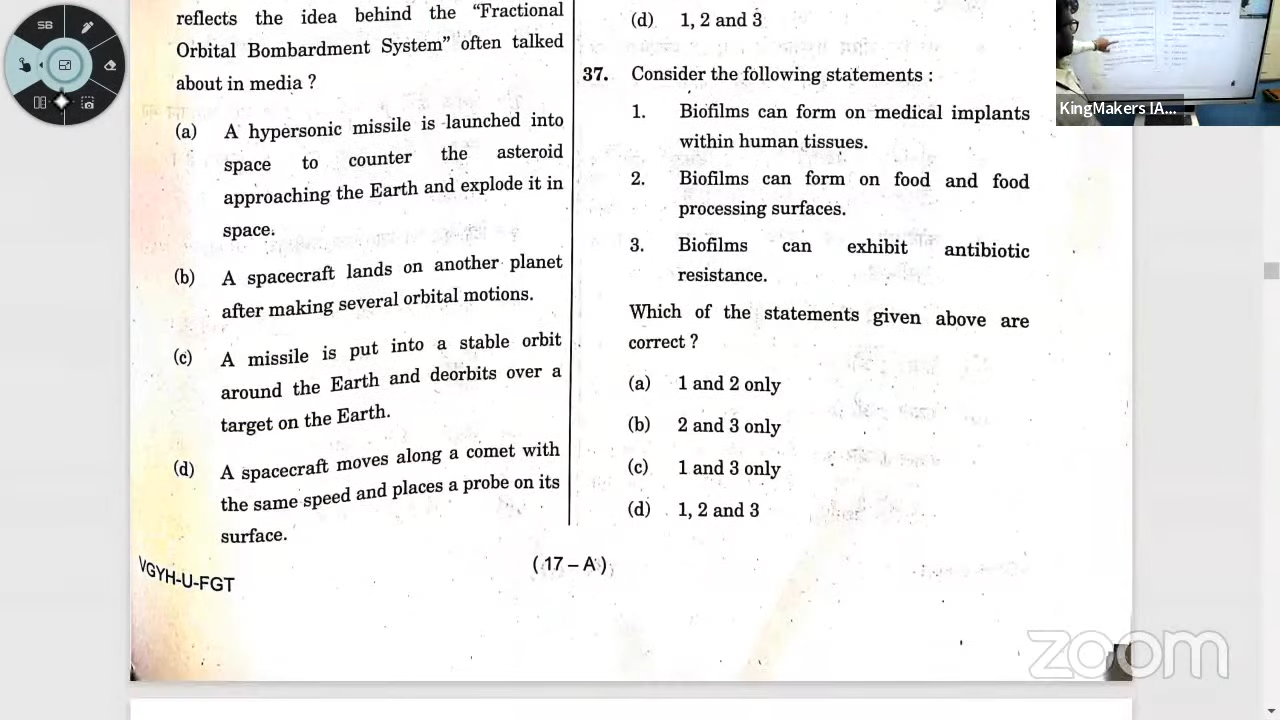 SB
reflects the idea behind the “Fractional
Orbital Bombardment System” often talked
about in media ?
(a) A hypersonic missile is launched into
space to counter the asteroid
approaching the Earth and explode it in
space.
(b) A spacecraft lands on another planet
after making several orbital motions.
(c) A missile is put into a stable orbit
around the Earth and deorbits over a
target on the Earth.
(d) A spacecraft moves along a comet with
the same speed and places a probe on its
surface.
VGYH-U-FGT
( 17 – A )
(d) 1, 2 and 3
37. Consider the following statements :
1. Biofilms can form on medical implants
within human tissues.
2. Biofilms can form on food and food
processing surfaces.
3. Biofilms can exhibit antibiotic
resistance.
Which of the statements given above are
correct ?
(a) 1 and 2 only
(b) 2 and 3 only
(c) 1 and 3 only
(d) 1, 2 and 3
KingMakers IA...
zoom